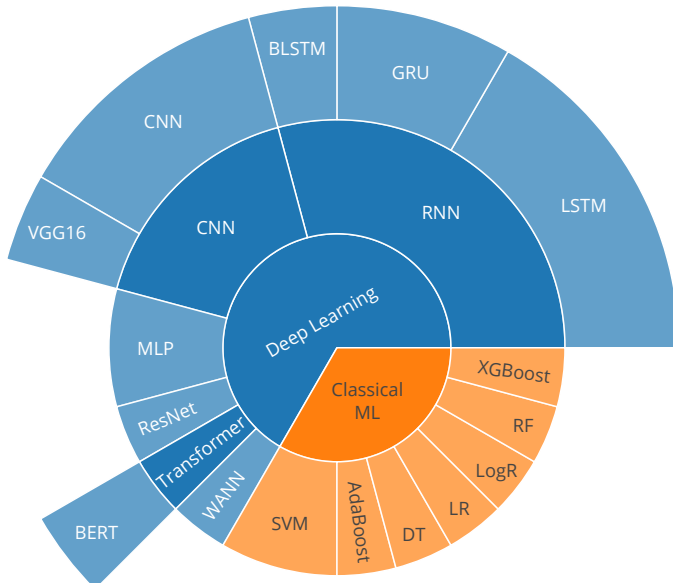 BLSTM
GRU
CNN
LSTM
CNN
RNN
VGG16
Deep Learning
MLP
XGBoost
Classical
ML
ResNet
RF
Transformer
LogR
WANN
AdaBoost
LR
SVM
DT
BERT